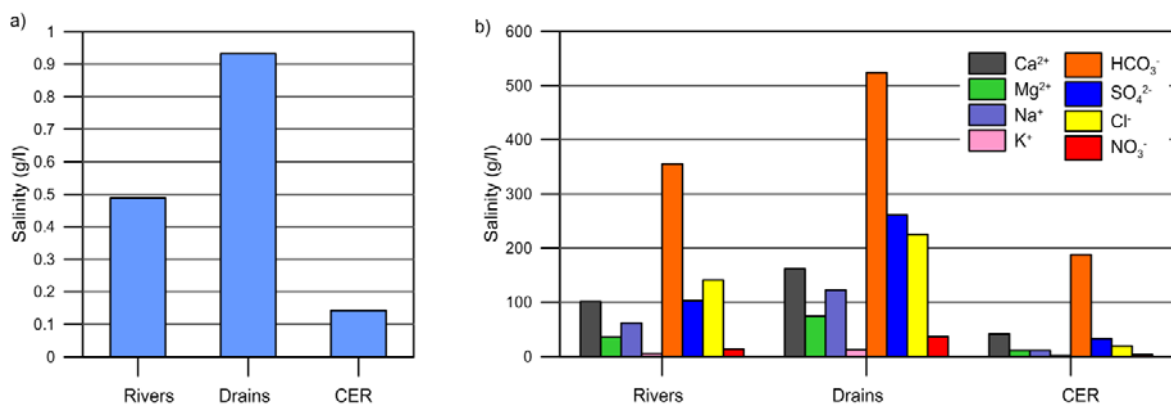 a)
Salinity (g/l)
1
0.9
0.8
0.7
0.6
0.5
0.4
0.3
0.2
0.1
0
Rivers Drains CER
b)
Salinity (g/l)
600
500
400
300
200
100
0
Ca²⁺ HCO₃⁻
Mg²⁺ SO₄²⁻
Na⁺ Cl⁻
K⁺ NO₃⁻
Rivers Drains CER